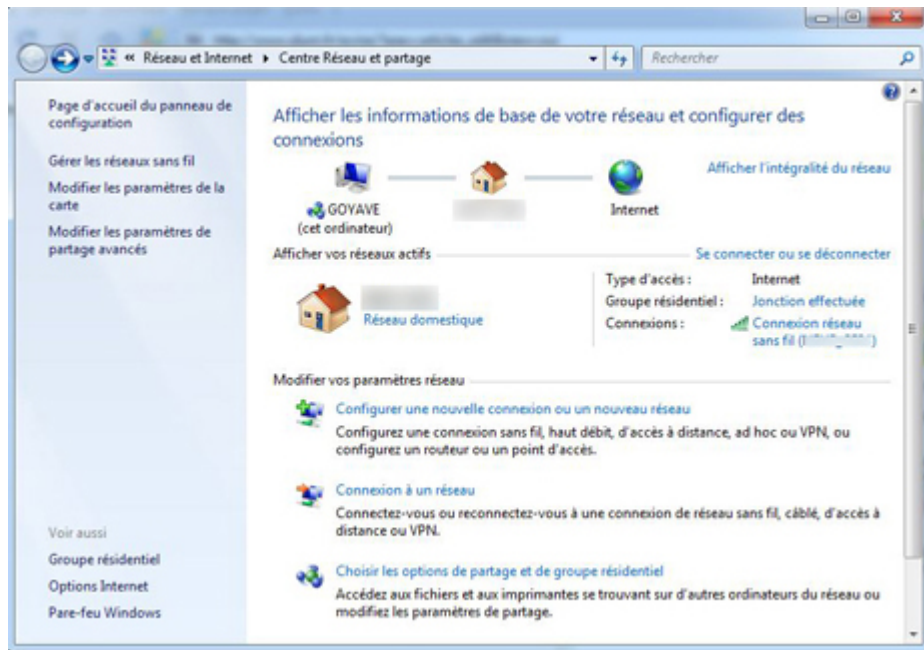 « Réseau et Internet ▸ Centre Réseau et partage
Rechercher
Page d'accueil du panneau de
configuration
Gérer les réseaux sans fil
Modifier les paramètres de la
carte
Modifier les paramètres de
partage avancés
Voir aussi
Groupe résidentiel
Options Internet
Pare-feu Windows
Afficher les informations de base de votre réseau et configurer des
connexions
Afficher l'intégralité du réseau
GOYAVE
(cet ordinateur)
Internet
Afficher vos réseaux actifs
Se connecter ou se déconnecter
Réseau domestique
Type d'accès : Internet
Groupe résidentiel : Jonction effectuée
Connexions : Connexion réseau
sans fil
Modifier vos paramètres réseau
Configurer une nouvelle connexion ou un nouveau réseau
Configurez une connexion sans fil, haut débit, d'accès à distance, ad hoc ou VPN, ou
configurez un routeur ou un point d'accès.
Connexion à un réseau
Connectez-vous ou reconnectez-vous à une connexion de réseau sans fil, câblé, d'accès à
distance ou VPN.
Choisir les options de partage et de groupe résidentiel
Accédez aux fichiers et aux imprimantes se trouvant sur d'autres ordinateurs du réseau ou
modifiez les paramètres de partage.